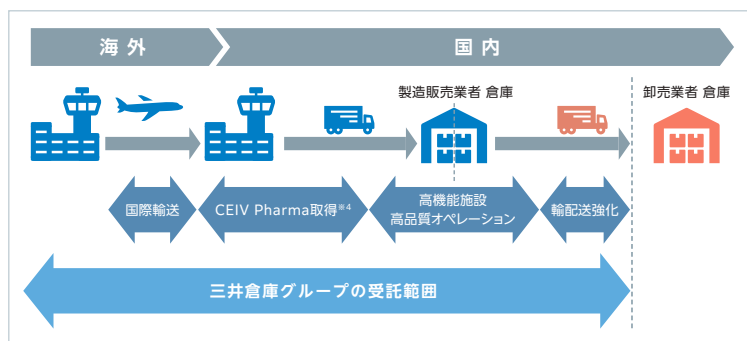 海外
国内
製造販売業者 倉庫
卸売業者 倉庫
国際輸送
CEIV Pharma取得※4
高機能施設
高品質オペレーション
輸配送強化
三井倉庫グループの受託範囲